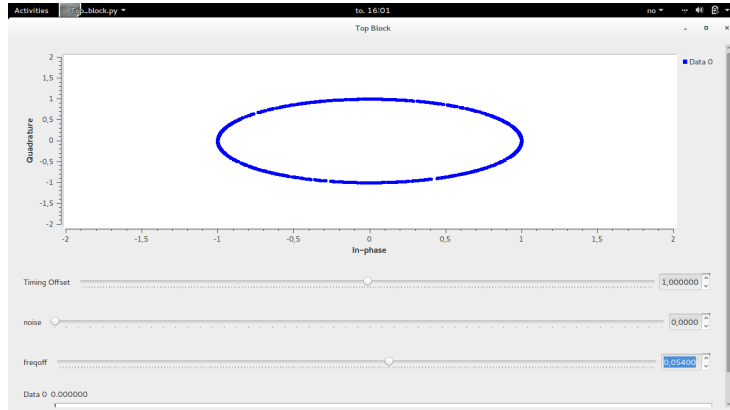 Activities Top_block.py to. 16:01 no
Top Block
2
1,5
1
0,5
0
-0,5
-1
-1,5
-2
Quadrature
-2 -1,5 -1 -0,5 0 0,5 1 1,5 2
In-phase
Data 0
Timing Offset 1,000000
noise 0,0000
freqoff 0,05400
Data 0 0.000000